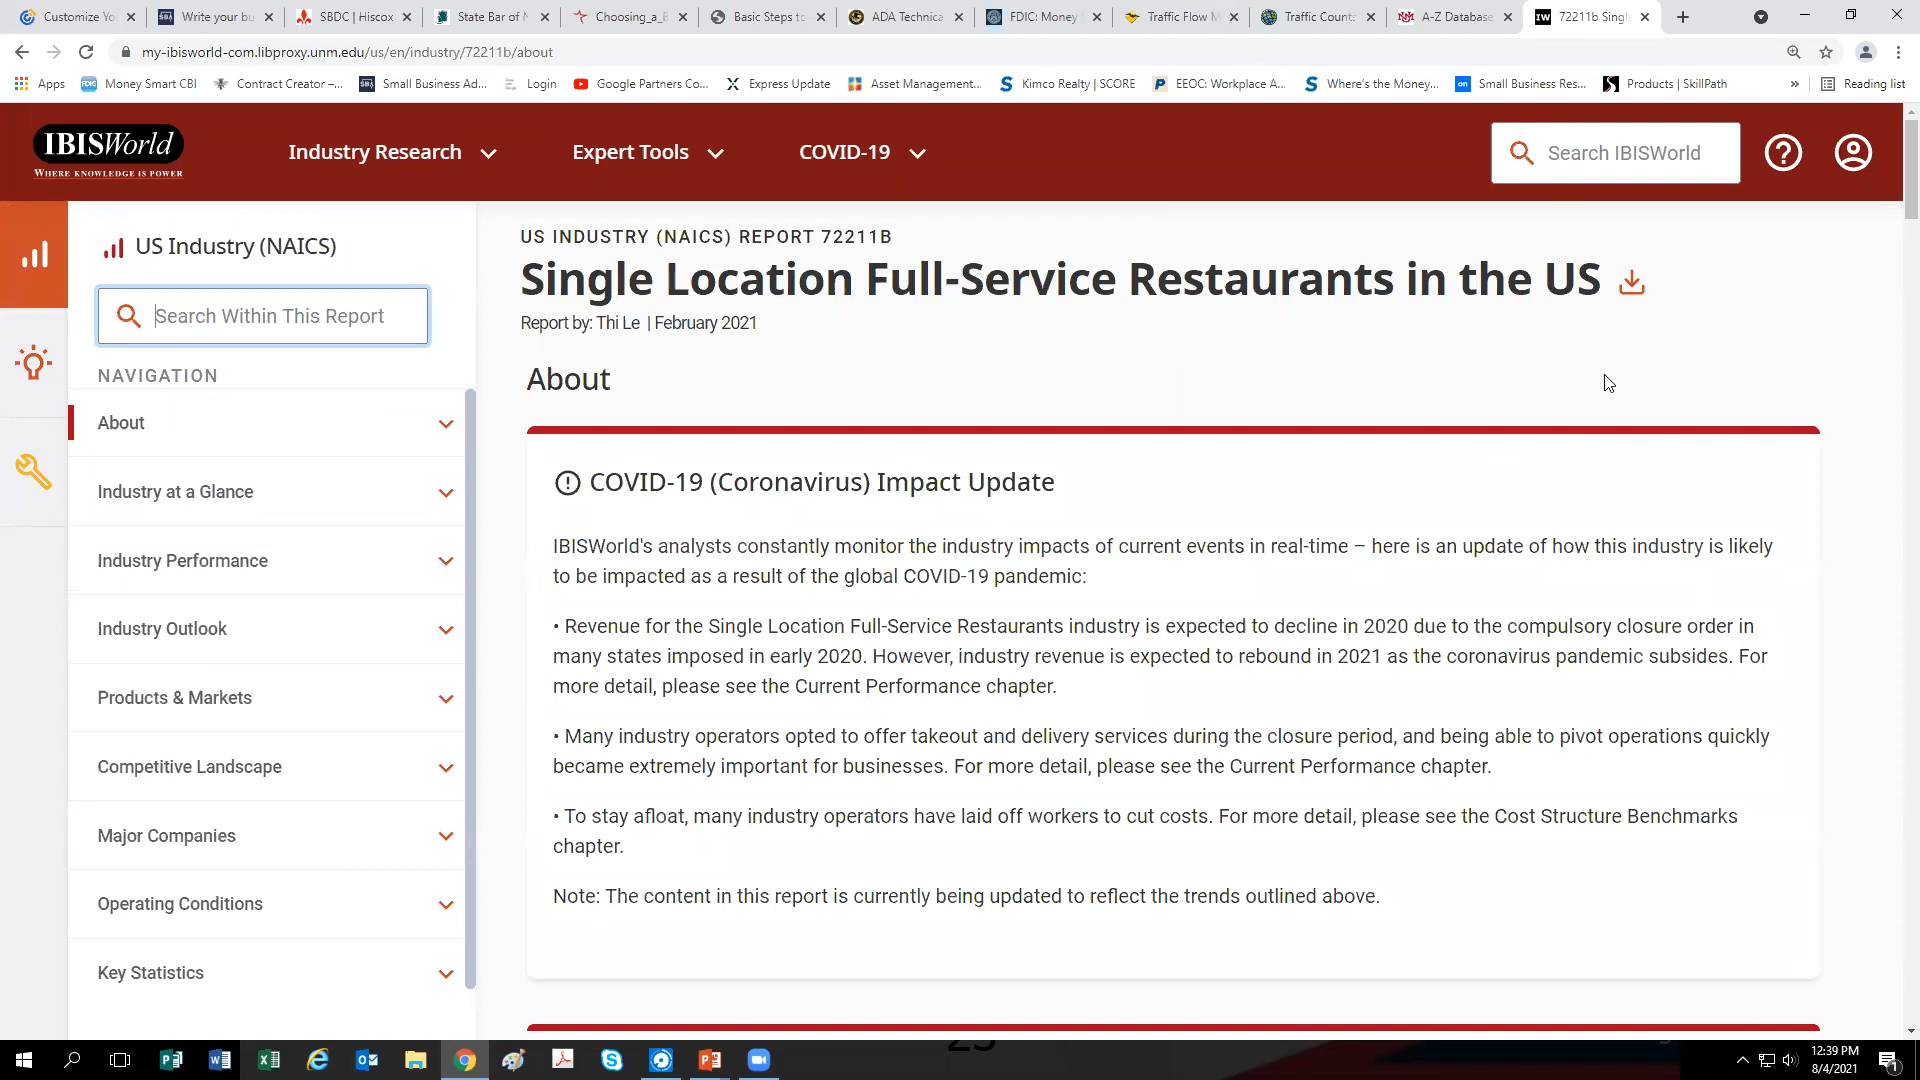 Customize Yo
Write your bu
SBDC | Hiscox
State Bar of N
Choosing_a_B
Basic Steps to
ADA Technica
FDIC: Money
Traffic Flow M
Traffic Counts
A-Z Database
72211b Singl
my-ibisworld-com.libproxy.unm.edu/us/en/industry/72211b/about
Apps
Money Smart CBI
Contract Creator –...
Small Business Ad...
Login
Google Partners Co...
Express Update
Asset Management...
Kimco Realty | SCORE
EEOC: Workplace A...
Where's the Money...
Small Business Res...
Products | SkillPath
»
Reading list
IBISWorld
WHERE KNOWLEDGE IS POWER
Industry Research
Expert Tools
COVID-19
Search IBISWorld
US Industry (NAICS)
Search Within This Report
NAVIGATION
About
Industry at a Glance
Industry Performance
Industry Outlook
Products & Markets
Competitive Landscape
Major Companies
Operating Conditions
Key Statistics
US INDUSTRY (NAICS) REPORT 72211B
Single Location Full-Service Restaurants in the US
Report by: Thi Le | February 2021
About
COVID-19 (Coronavirus) Impact Update
IBISWorld's analysts constantly monitor the industry impacts of current events in real-time – here is an update of how this industry is likely
to be impacted as a result of the global COVID-19 pandemic:
• Revenue for the Single Location Full-Service Restaurants industry is expected to decline in 2020 due to the compulsory closure order in
many states imposed in early 2020. However, industry revenue is expected to rebound in 2021 as the coronavirus pandemic subsides. For
more detail, please see the Current Performance chapter.
• Many industry operators opted to offer takeout and delivery services during the closure period, and being able to pivot operations quickly
became extremely important for businesses. For more detail, please see the Current Performance chapter.
• To stay afloat, many industry operators have laid off workers to cut costs. For more detail, please see the Cost Structure Benchmarks
chapter.
Note: The content in this report is currently being updated to reflect the trends outlined above.
12:39 PM
8/4/2021